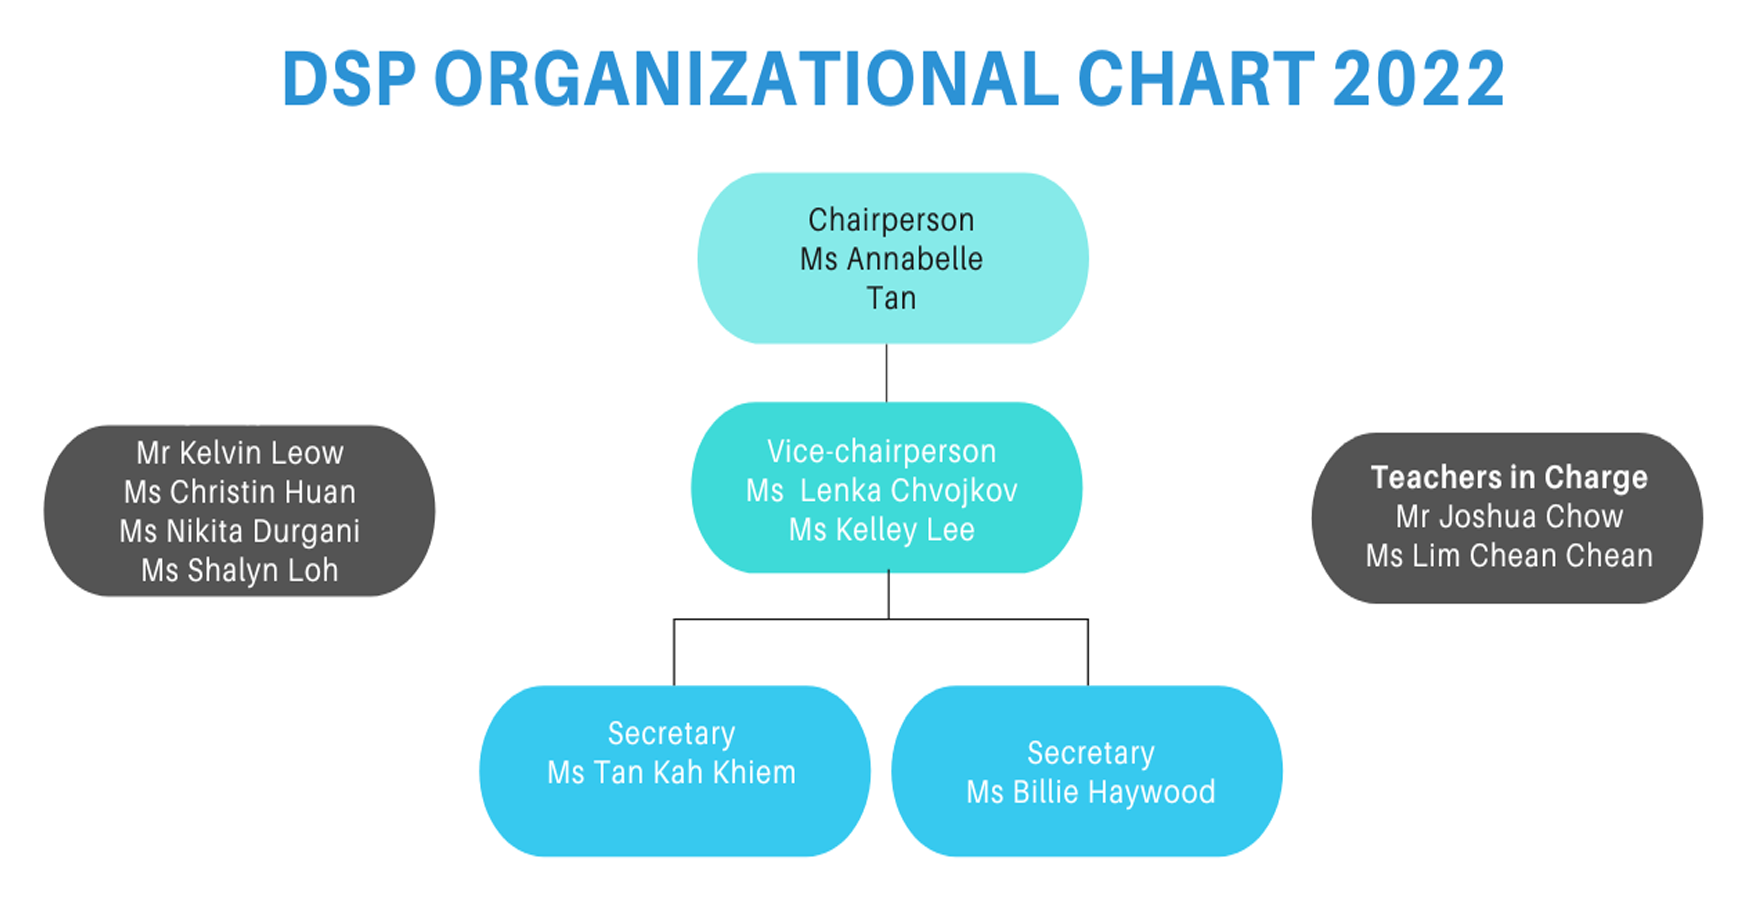 DSP ORGANIZATIONAL CHART 2022
Chairperson
Ms Annabelle
Tan
Mr Kelvin Leow
Ms Christin Huan
Ms Nikita Durgani
Ms Shalyn Loh
Vice-chairperson
Ms Lenka Chvojkov
Ms Kelley Lee
Teachers in Charge
Mr Joshua Chow
Ms Lim Chean Chean
Secretary
Ms Tan Kah Khiem
Secretary
Ms Billie Haywood